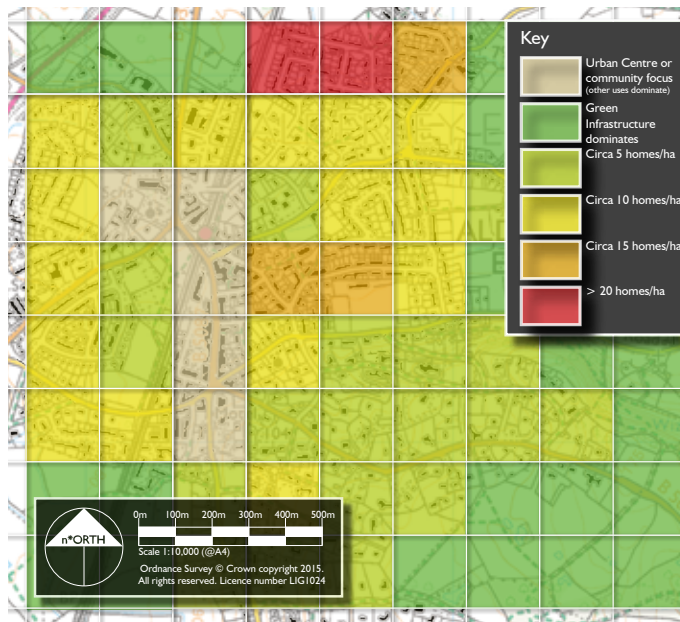 Key
Urban Centre or
community focus
(other uses dominate)
Green
Infrastructure
dominates
Circa 5 homes/ha
Circa 10 homes/ha
Circa 15 homes/ha
> 20 homes/ha
n*ORTH
0m 100m 200m 300m 400m 500m
Scale 1:10,000 (@A4)
Ordnance Survey © Crown copyright 2015.
All rights reserved. Licence number LIG1024